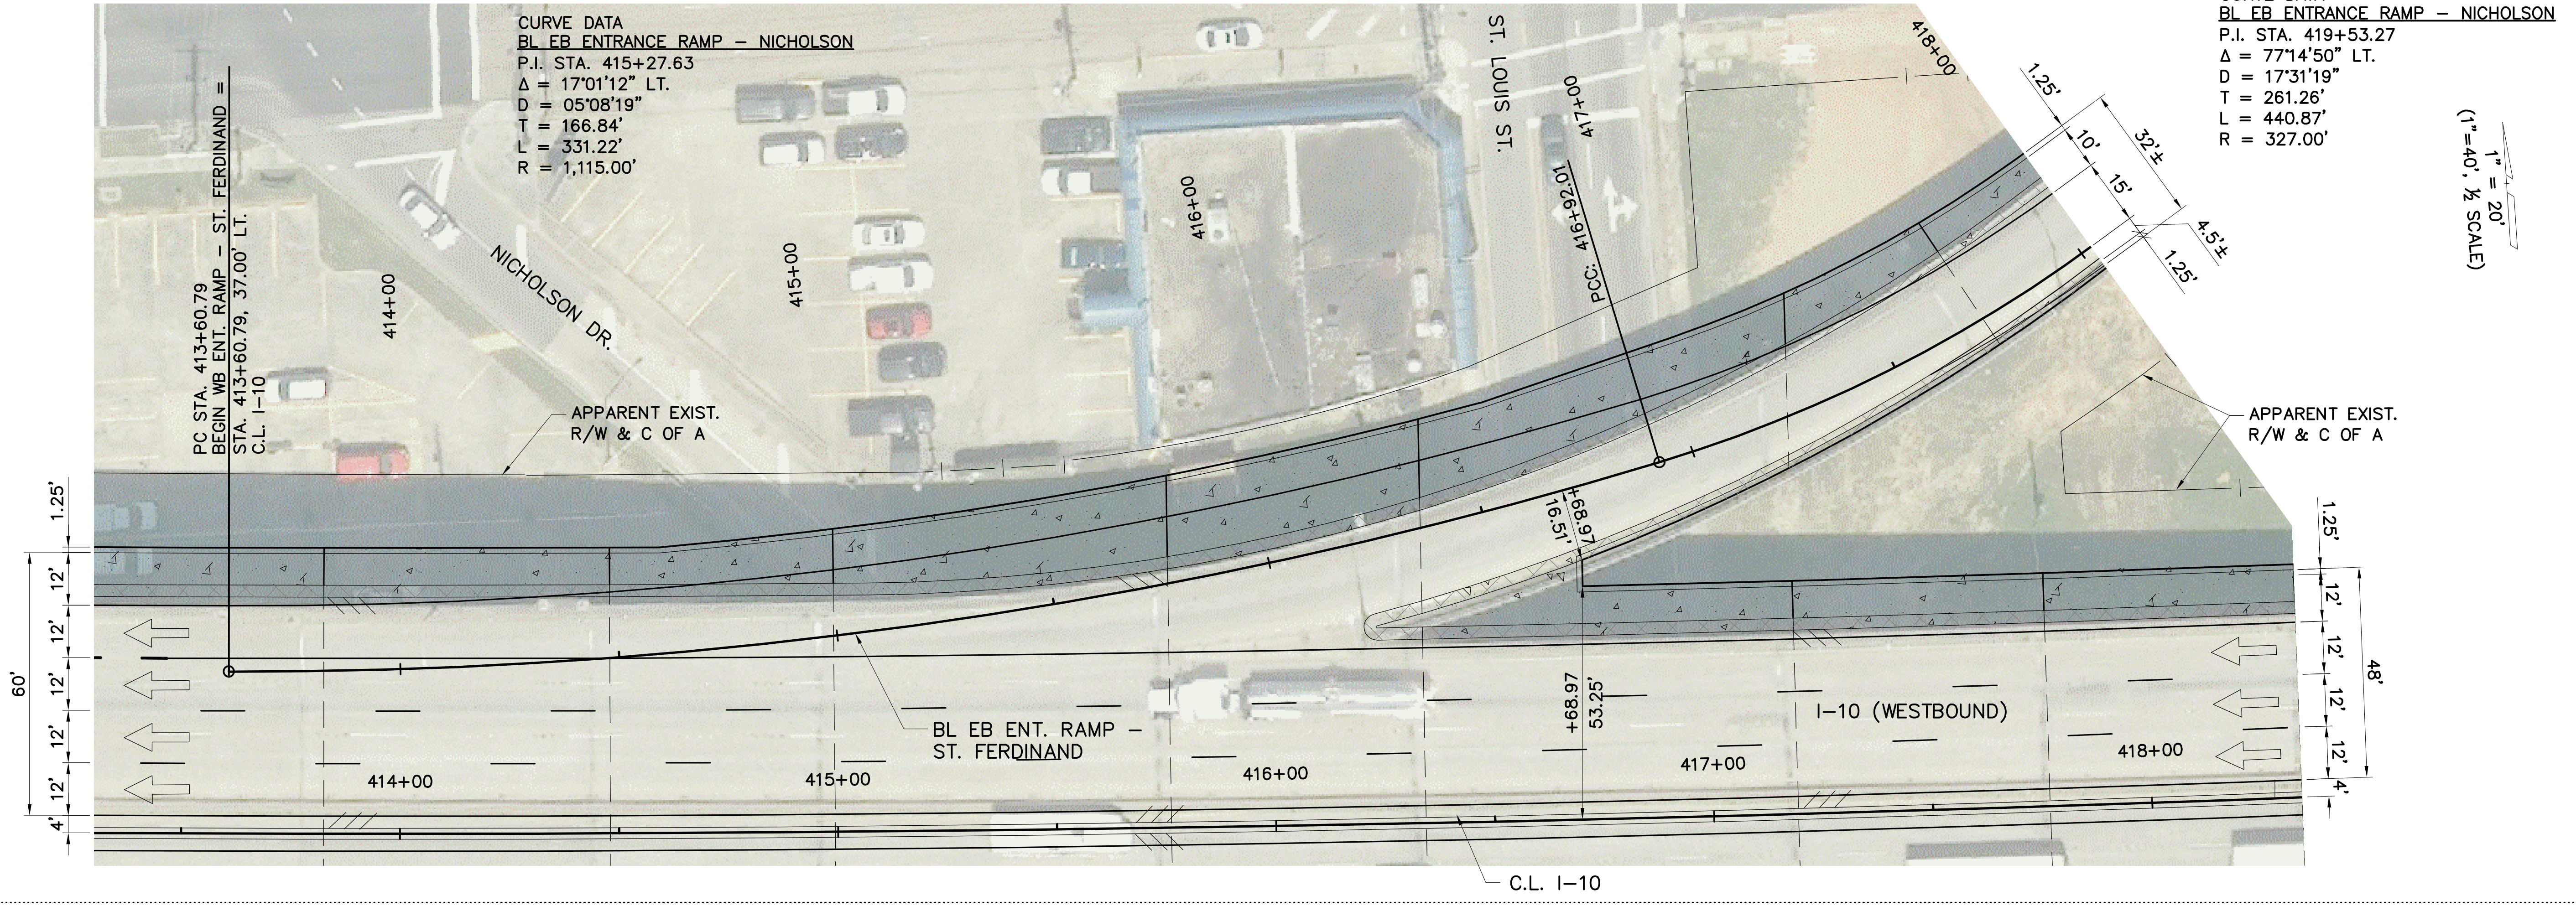 CURVE DATA
BL EB ENTRANCE RAMP – NICHOLSON
P.I. STA. 415+27.63
Δ = 17°01'12" LT.
D = 05°08'19"
T = 166.84'
L = 331.22'
R = 1,115.00'
BL EB ENTRANCE RAMP – NICHOLSON
P.I. STA. 419+53.27
Δ = 77°14'50" LT.
D = 17°31'19"
T = 261.26'
L = 440.87'
R = 327.00'
1" = 20'
(1"=40', ½ SCALE)
PC STA. 413+60.79
BEGIN WB ENT. RAMP – ST. FERDINAND =
STA. 413+60.79, 37.00' LT.
C.L. I-10
414+00
NICHOLSON DR.
415+00
416+00
ST. LOUIS ST.
417+00
PCC: 416+92.01
418+00
1.25'
10'
15'
32'±
4.5'±
1.25'
APPARENT EXIST.
R/W & C OF A
APPARENT EXIST.
R/W & C OF A
1.25'
12'
12'
12'
12'
12'
4'
60'
+68.97
16.51'
+68.97
53.25'
1.25'
12'
12'
12'
12'
4'
48'
BL EB ENT. RAMP –
ST. FERDINAND
I-10 (WESTBOUND)
414+00
415+00
416+00
417+00
418+00
C.L. I-10